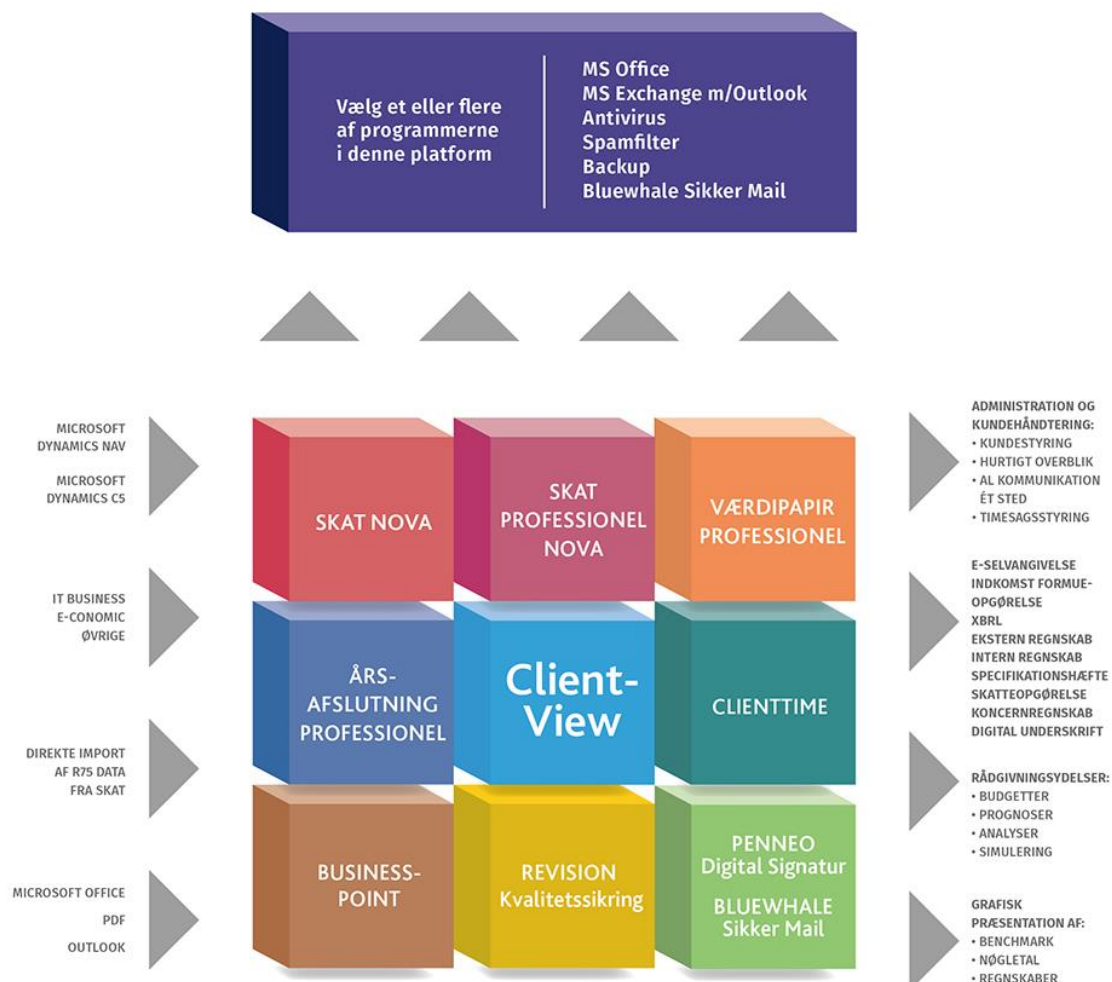 Vælg et eller flere
af programmerne
i denne platform
MS Office
MS Exchange m/Outlook
Antivirus
Spamfilter
Backup
Bluewhale Sikker Mail
MICROSOFT
DYNAMICS NAV
MICROSOFT
DYNAMICS C5
IT BUSINESS
E-CONOMIC
ØVRIGE
DIREKTE IMPORT
AF R75 DATA
FRA SKAT
MICROSOFT OFFICE
PDF
OUTLOOK
SKAT NOVA
SKAT
PROFESSIONEL
NOVA
VÆRDIPAPIR
PROFESSIONEL
ÅRS-
AFSLUTNING
PROFESSIONEL
Client-
View
CLIENTTIME
BUSINESS-
POINT
REVISION
Kvalitetssikring
PENNEO
Digital Signatur
BLUEWHALE
Sikker Mail
ADMINISTRATION OG
KUNDEHÅNDTERING:
• KUNDESTYRING
• HURTIGT OVERBLIK
• AL KOMMUNIKATION
ÉT STED
• TIMESAGSSTYRING
E-SELVANGIVELSE
INDKOMST FORMUE-
OPGØRELSE
XBRL
EKSTERN REGNSKAB
INTERN REGNSKAB
SPECIFIKATIONSHÆFTE
SKATTEOPGØRELSE
KONCERNREGNSKAB
DIGITAL UNDERSKRIFT
RÅDGIVNINGSYDELSER:
• BUDGETTER
• PROGNOSER
• ANALYSER
• SIMULERING
GRAFISK
PRÆSENTATION AF:
• BENCHMARK
• NØGLETAL
• REGNSKABER